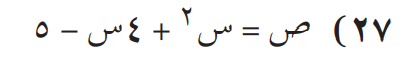 ٢٧) ص = س٢ + ٤س − ٥